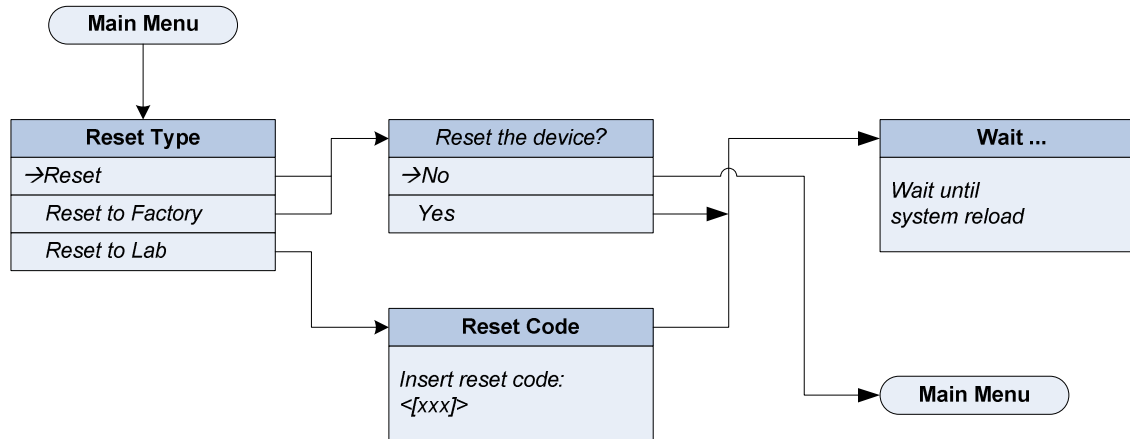 Main Menu
Reset Type
→Reset
Reset to Factory
Reset to Lab
Reset the device?
→No
Yes
Reset Code
Insert reset code:
<[xxx]>
Wait ...
Wait until
system reload
Main Menu